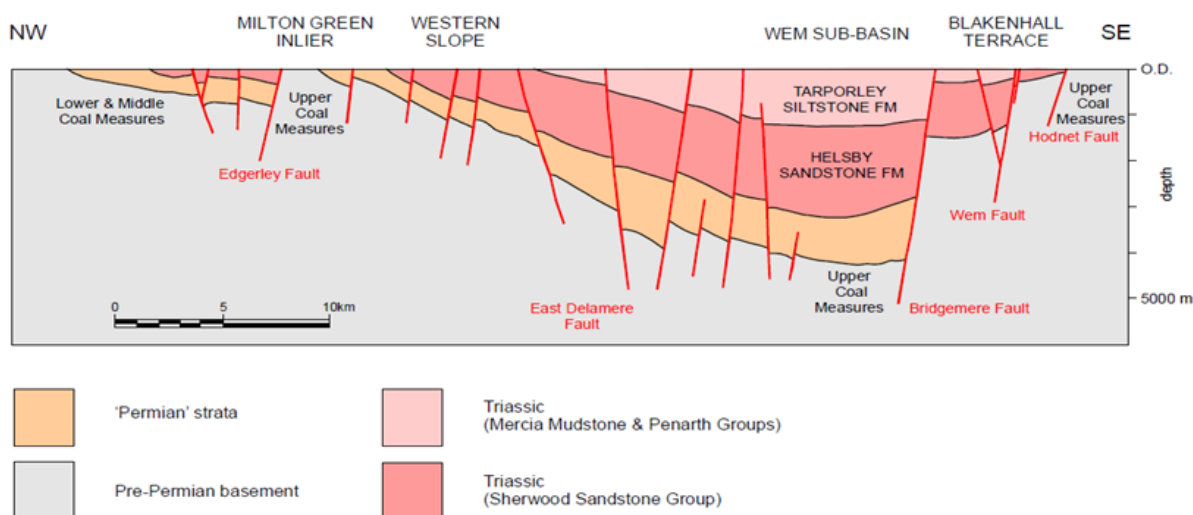 NW
MILTON GREEN
INLIER
WESTERN
SLOPE
WEM SUB-BASIN
BLAKENHALL
TERRACE
SE
O.D.
Lower & Middle
Coal Measures
Upper
Coal
Measures
TARPORLEY
SILTSTONE FM
Upper
Coal
Measures
Hodnet Fault
HELSBY
SANDSTONE FM
Edgerley Fault
depth
Wem Fault
Upper
Coal
Measures
0
5
10km
East Delamere
Fault
Bridgemere Fault
5000 m
'Permian' strata
Triassic
(Mercia Mudstone & Penarth Groups)
Pre-Permian basement
Triassic
(Sherwood Sandstone Group)